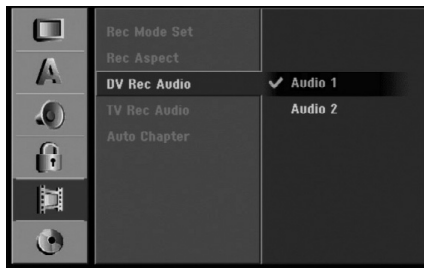 Rec Mode Set
Rec Aspect
DV Rec Audio
TV Rec Audio
Auto Chapter
Audio 1
Audio 2